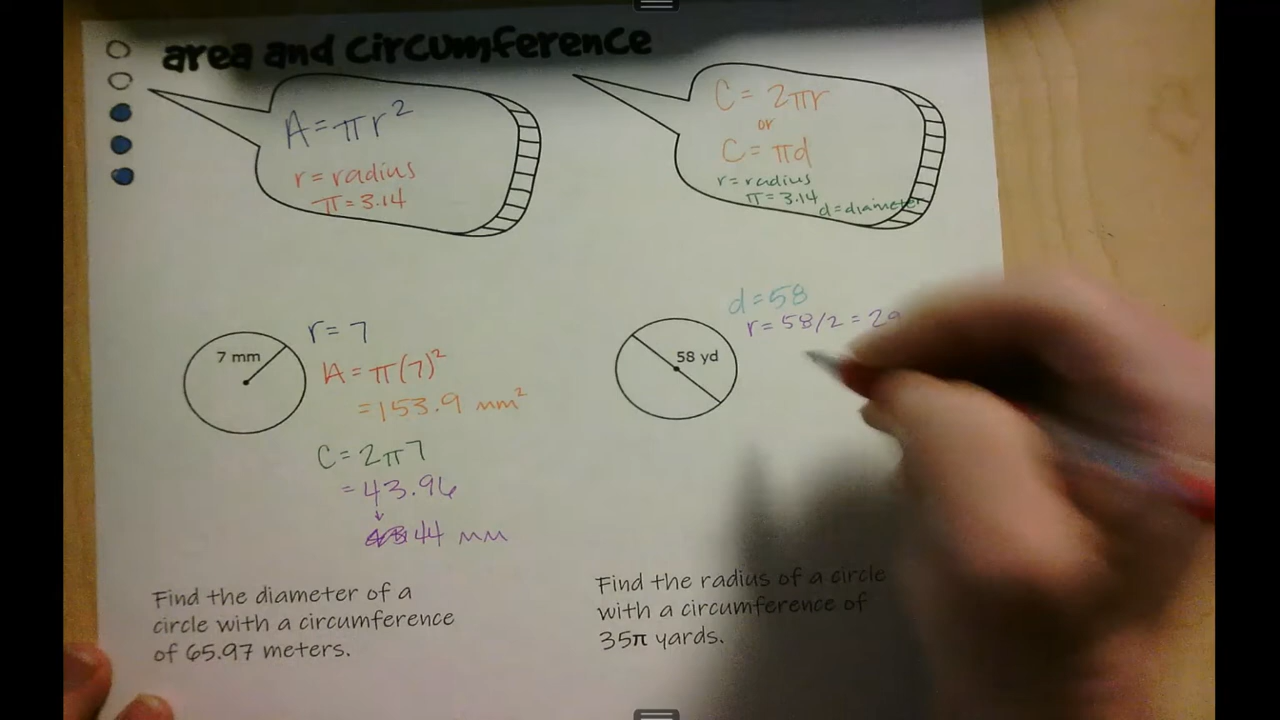 area and circumference
A = πr²
r = radius
π = 3.14
C = 2πr
or
C = πd
r = radius
π = 3.14
d = diameter
7 mm
r = 7
A = π(7)²
= 153.9 mm²
C = 2π7
= 43.96
44 mm
58 yd
d = 58
r = 58/2 = 29
Find the diameter of a
circle with a circumference
of 65.97 meters.
Find the radius of a circle
with a circumference of
35π yards.